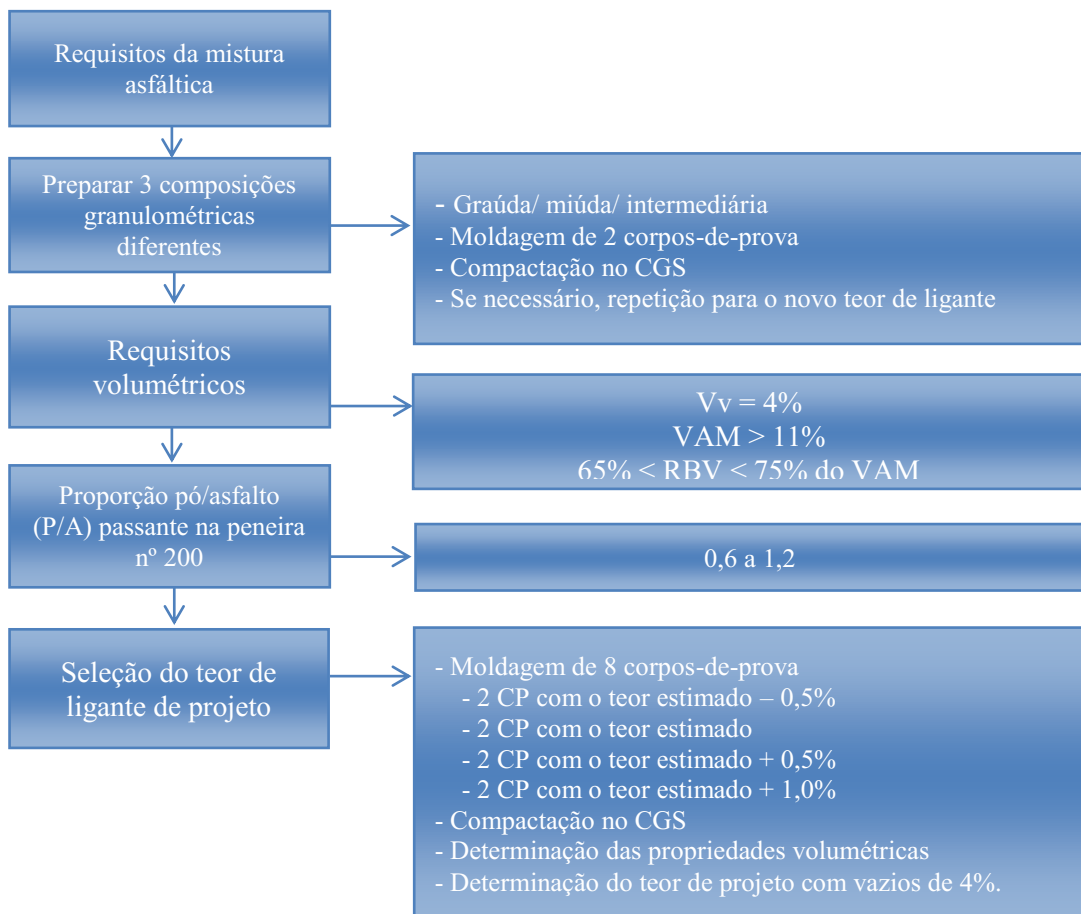 Requisitos da mistura
asfáltica
Preparar 3 composições
granulométricas
diferentes
- Graúda/ miúda/ intermediária
- Moldagem de 2 corpos-de-prova
- Compactação no CGS
- Se necessário, repetição para o novo teor de ligante
Requisitos
volumétricos
Vv = 4%
VAM > 11%
65% < RBV < 75% do VAM
Proporção pó/asfalto
(P/A) passante na peneira
nº 200
0,6 a 1,2
Seleção do teor de
ligante de projeto
- Moldagem de 8 corpos-de-prova
- 2 CP com o teor estimado – 0,5%
- 2 CP com o teor estimado
- 2 CP com o teor estimado + 0,5%
- 2 CP com o teor estimado + 1,0%
- Compactação no CGS
- Determinação das propriedades volumétricas
- Determinação do teor de projeto com vazios de 4%.